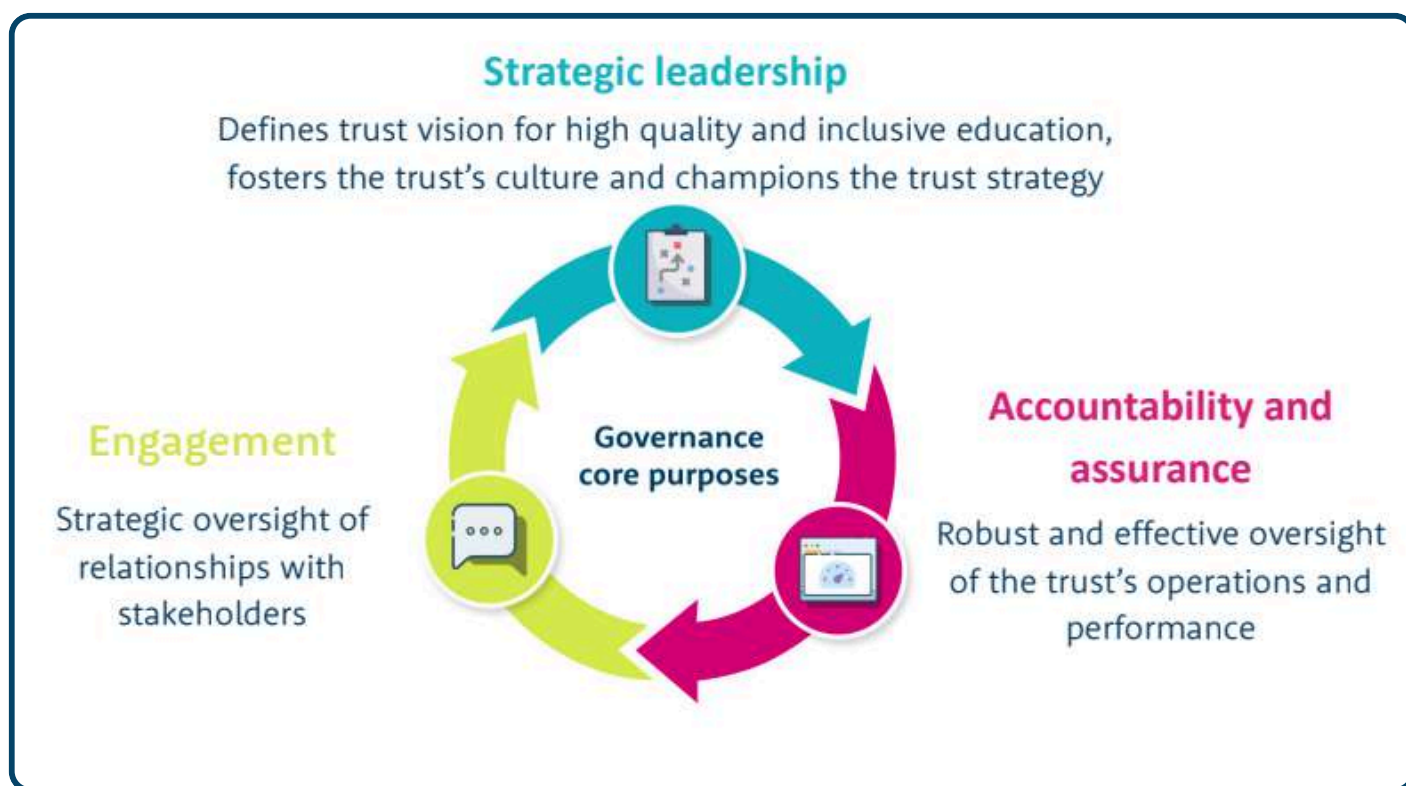 Strategic leadership
Defines trust vision for high quality and inclusive education,
fosters the trust's culture and champions the trust strategy
Governance
core purposes
Accountability and
assurance
Robust and effective oversight
of the trust's operations and
performance
Engagement
Strategic oversight of
relationships with
stakeholders